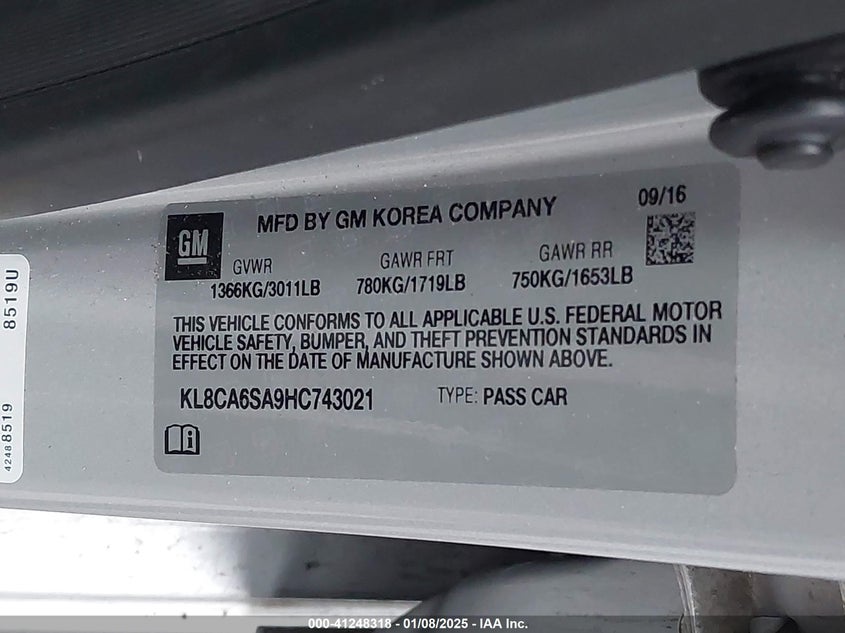 09/16
GM
MFD BY GM KOREA COMPANY
GVWR GAWR FRT GAWR RR
1366KG/3011LB 780KG/1719LB 750KG/1653LB
THIS VEHICLE CONFORMS TO ALL APPLICABLE U.S. FEDERAL MOTOR
VEHICLE SAFETY, BUMPER, AND THEFT PREVENTION STANDARDS IN
EFFECT ON THE DATE OF MANUFACTURE SHOWN ABOVE.
KL8CA6SA9HC743021 TYPE: PASS CAR
42488519 8519U
000-41248318 - 01/08/2025 - IAA Inc.